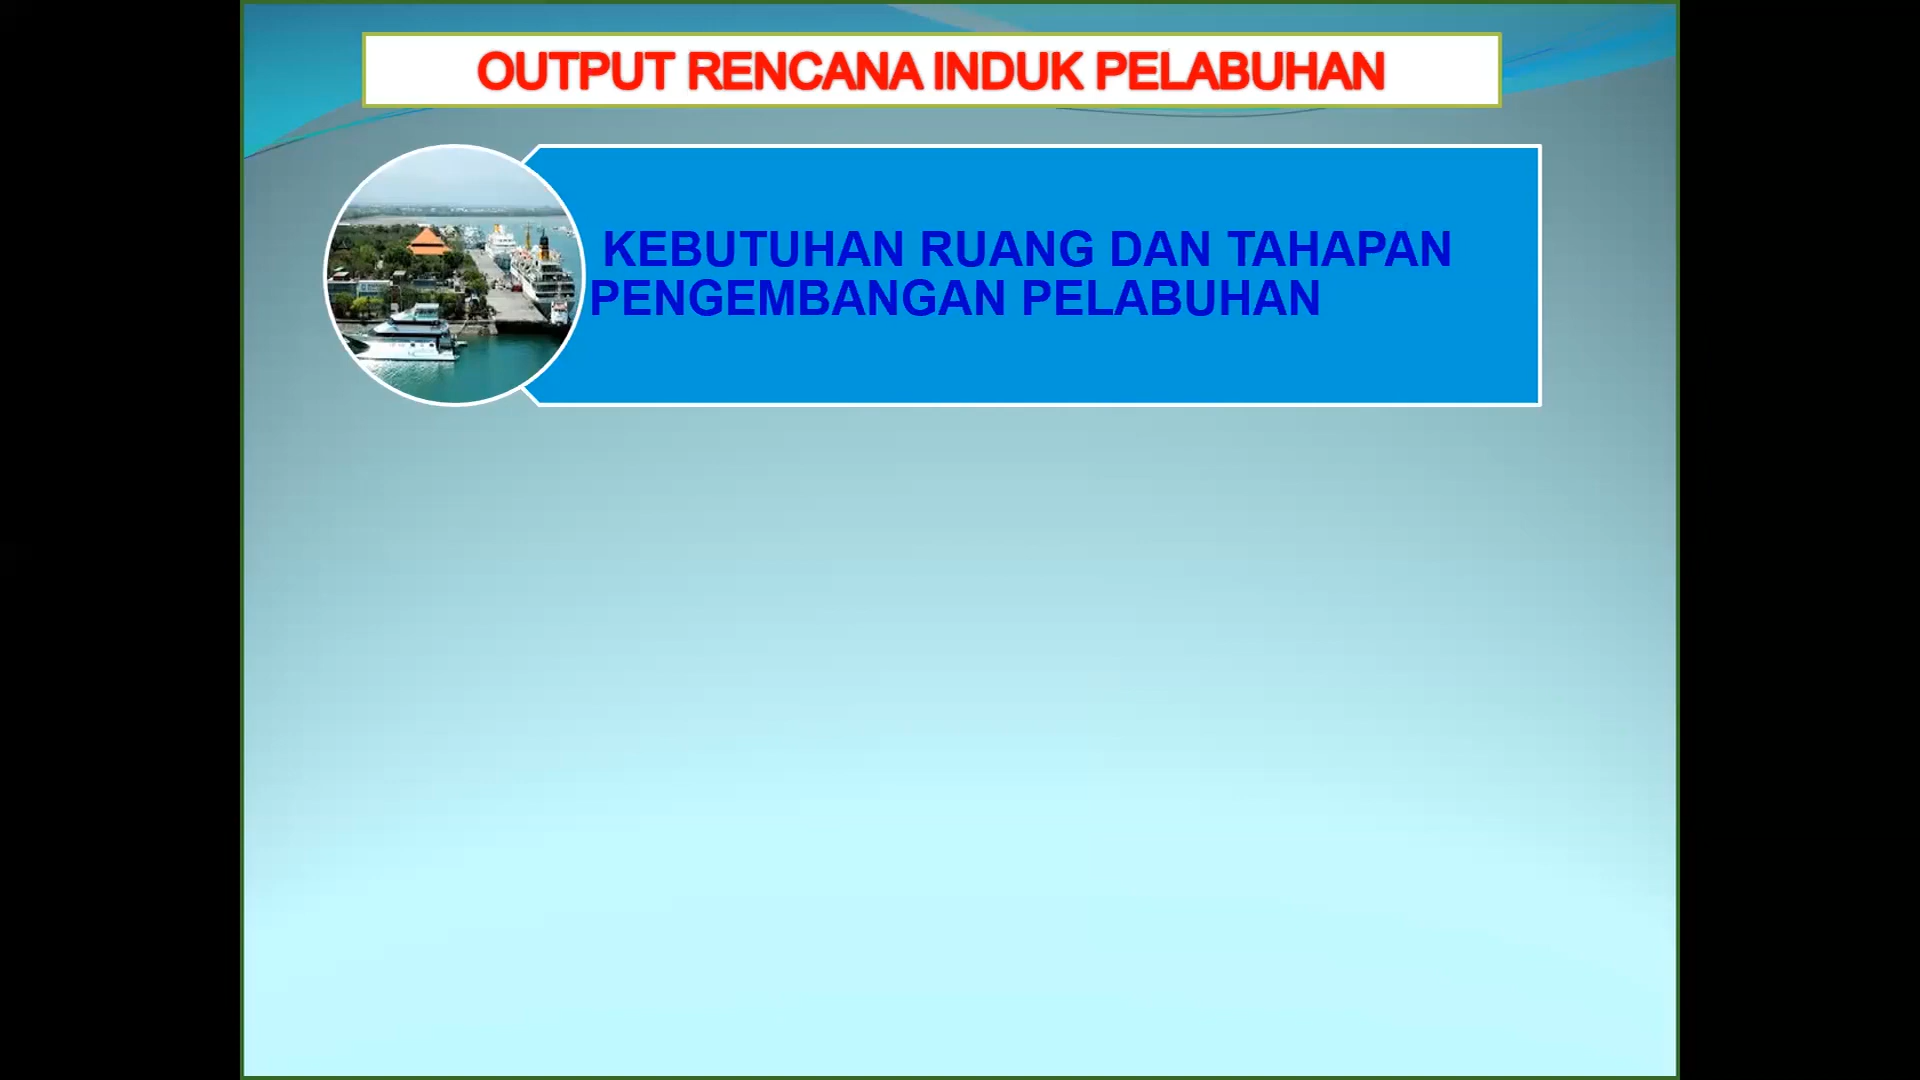 OUTPUT RENCANA INDUK PELABUHAN
KEBUTUHAN RUANG DAN TAHAPAN
PENGEMBANGAN PELABUHAN